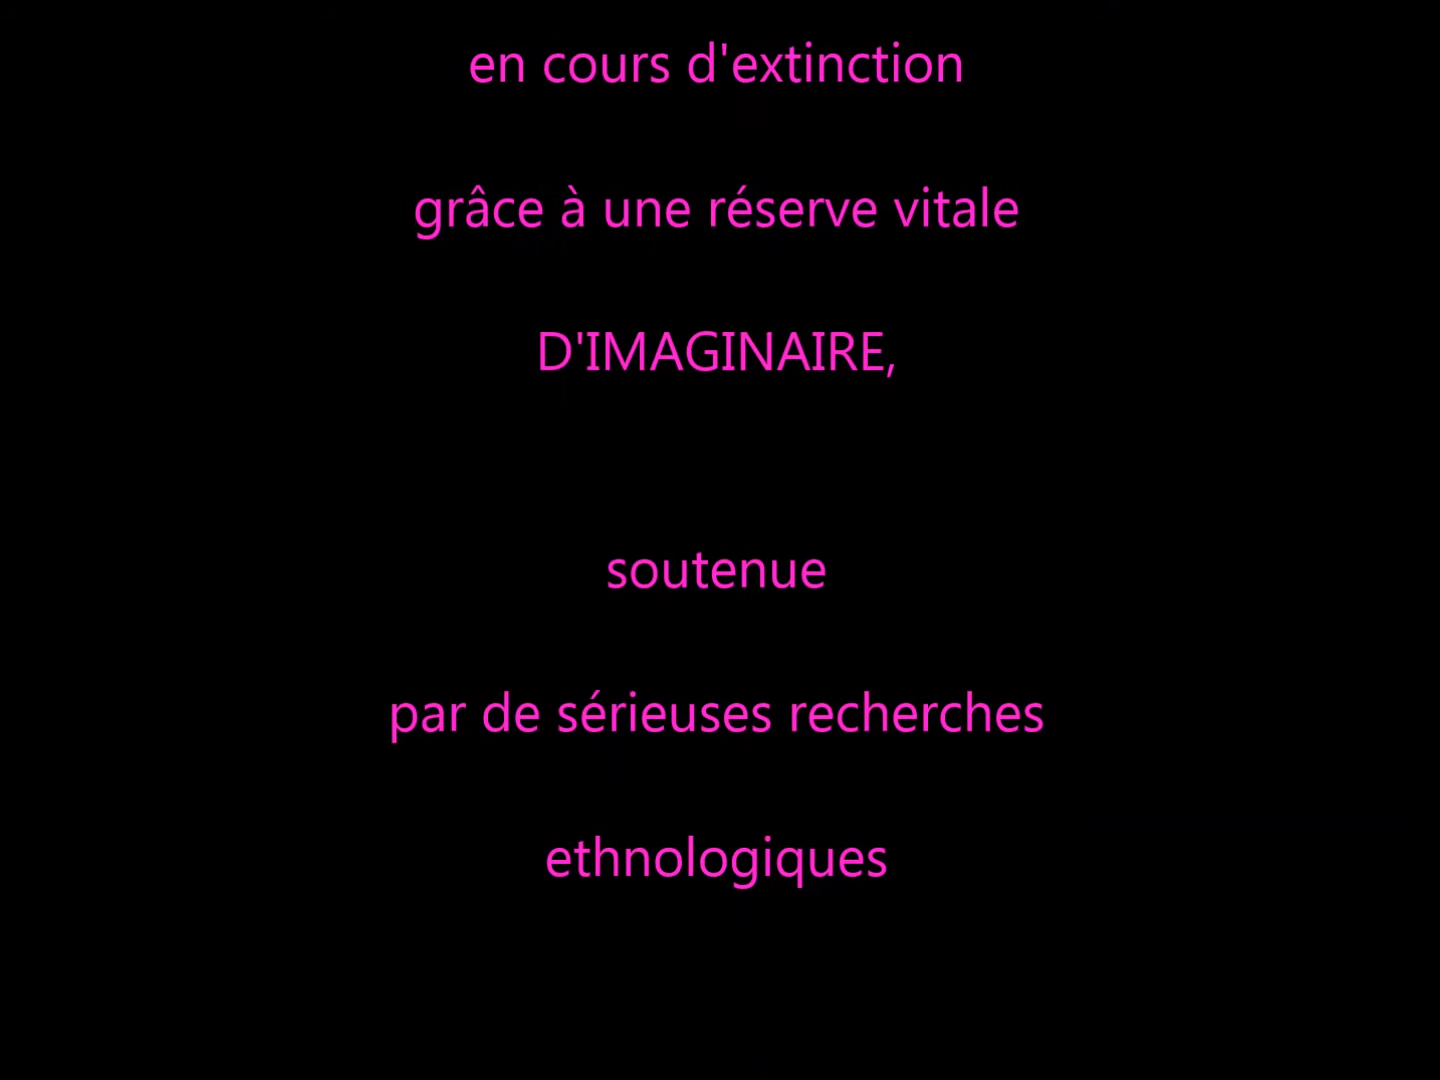 en cours d'extinction
grâce à une réserve vitale
D'IMAGINAIRE,
soutenue
par de sérieuses recherches
ethnologiques